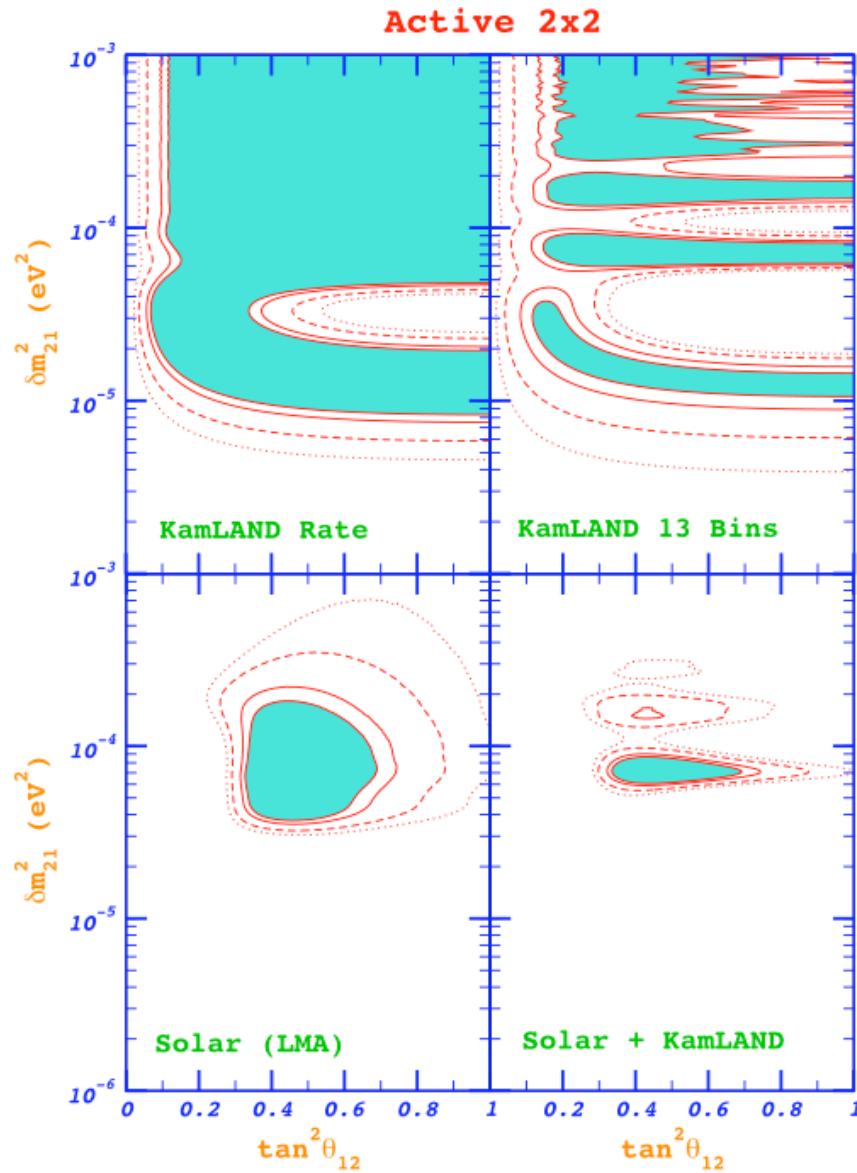 Active 2x2
10^-3
10^-4
δm²₂₁ (eV²)
10^-5
KamLAND Rate
KamLAND 13 Bins
10^-3
10^-4
δm²₂₁ (eV²)
10^-5
Solar (LMA)
Solar + KamLAND
10^-6
0 0.2 0.4 0.6 0.8 1 0.2 0.4 0.6 0.8 1
tan²θ₁₂ tan²θ₁₂